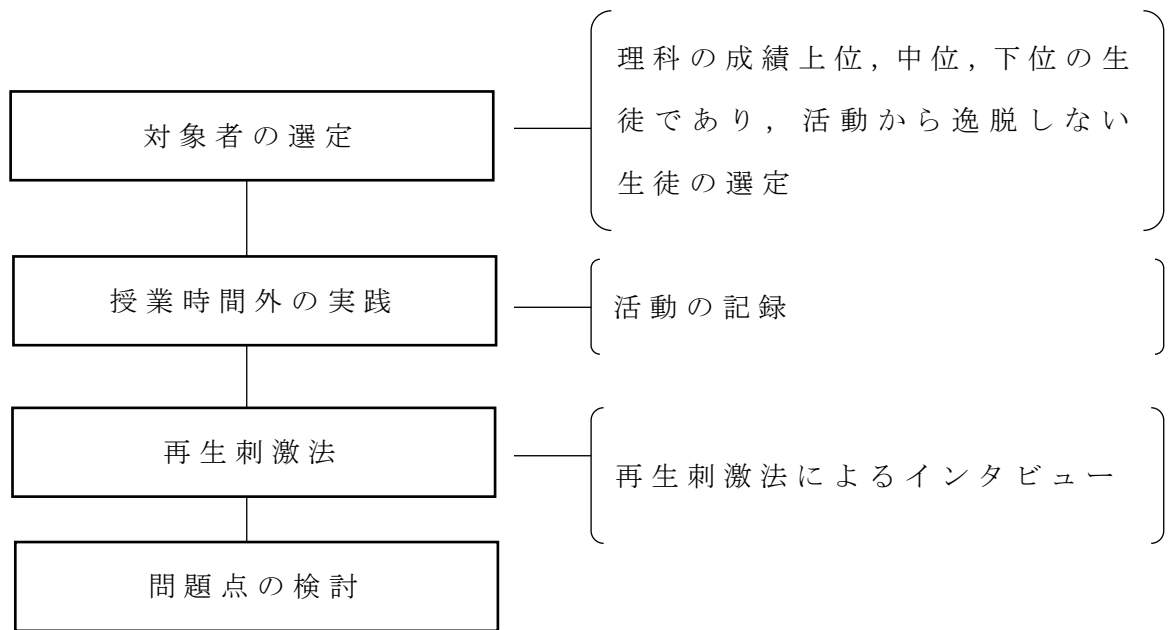 対象者の選定
理科の成績上位,中位,下位の生
徒であり,活動から逸脱しない
生徒の選定
授業時間外の実践
活動の記録
再生刺激法
再生刺激法によるインタビュー
問題点の検討